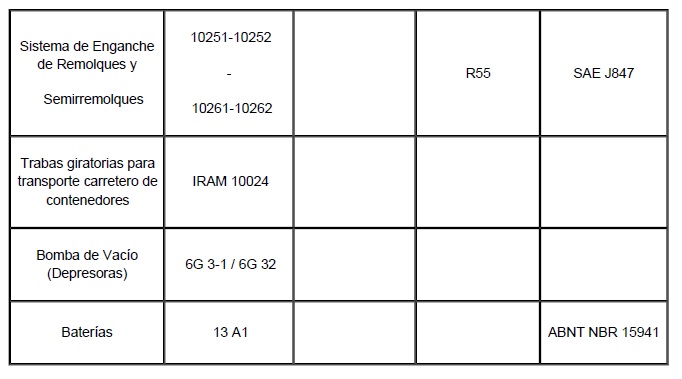 Sistema de Enganche
de Remolques y
Semirremolques
10251-10252
-
10261-10262
R55
SAE J847
Trabas giratorias para
transporte carretero de
contenedores
IRAM 10024
Bomba de Vacío
(Depresoras)
6G 3-1 / 6G 32
Baterías
13 A1
ABNT NBR 15941